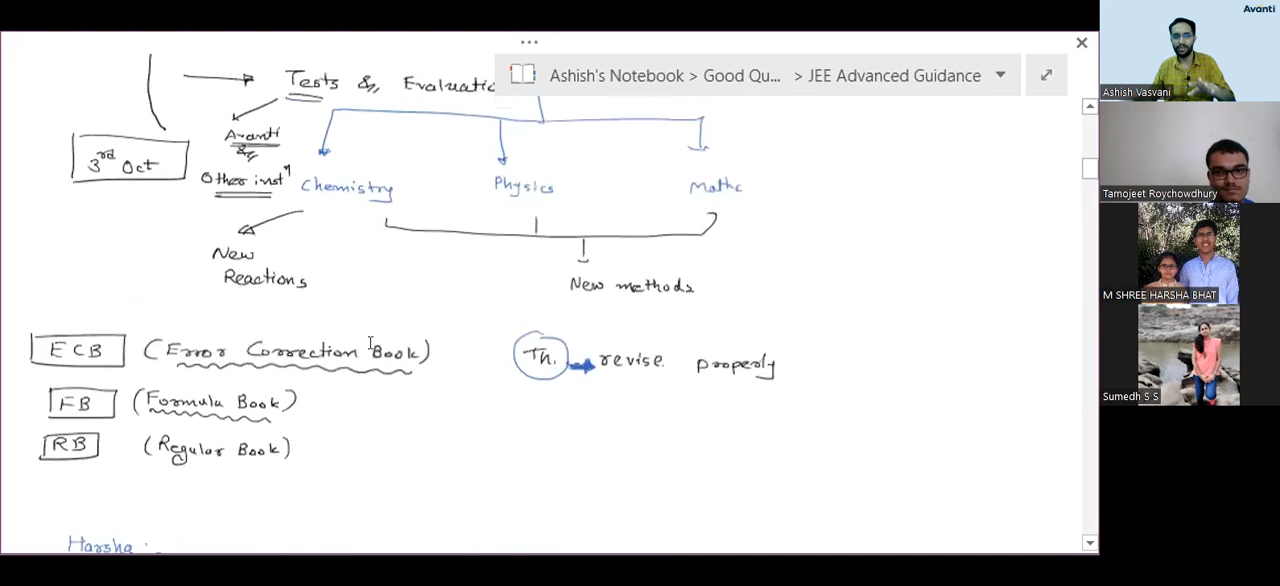 Avanti
Ashish's Notebook > Good Qu... > JEE Advanced Guidance
Tests & Evaluatio
Avanti
&
3rd Oct
Other instn
Chemistry Physics Maths
New
Reactions
New methods
ECB (Error Correction Book)
Th. → revise properly
FB (Formula Book)
RB (Regular Book)
Harsha :
Ashish Vasvani
Tamojeet Roychowdhury
M SHREE HARSHA BHAT
Sumedh S S